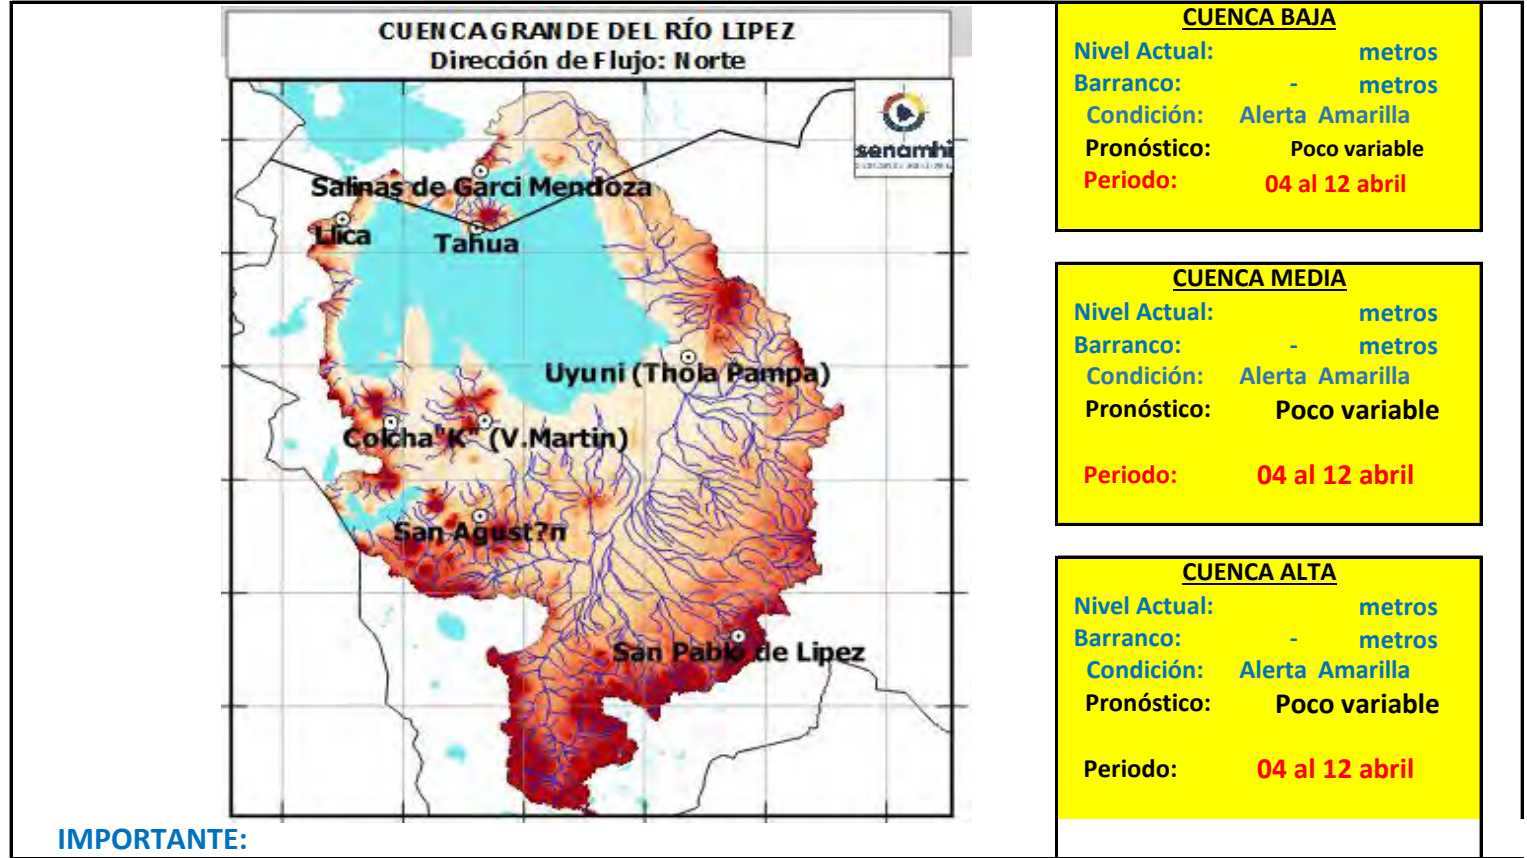 CUENCA GRANDE DEL RÍO LIPEZ
Dirección de Flujo: Norte
senamhi
Salinas de Garci Mendoza
Llica
Tahua
Uyuni (Thola Pampa)
Colcha"K" (V.Martin)
San Agust?n
San Pablo de Lipez
CUENCA BAJA
Nivel Actual: metros
Barranco: - metros
Condición: Alerta Amarilla
Pronóstico: Poco variable
Periodo: 04 al 12 abril
CUENCA MEDIA
Nivel Actual: metros
Barranco: - metros
Condición: Alerta Amarilla
Pronóstico: Poco variable
Periodo: 04 al 12 abril
CUENCA ALTA
Nivel Actual: metros
Barranco: - metros
Condición: Alerta Amarilla
Pronóstico: Poco variable
Periodo: 04 al 12 abril
IMPORTANTE: